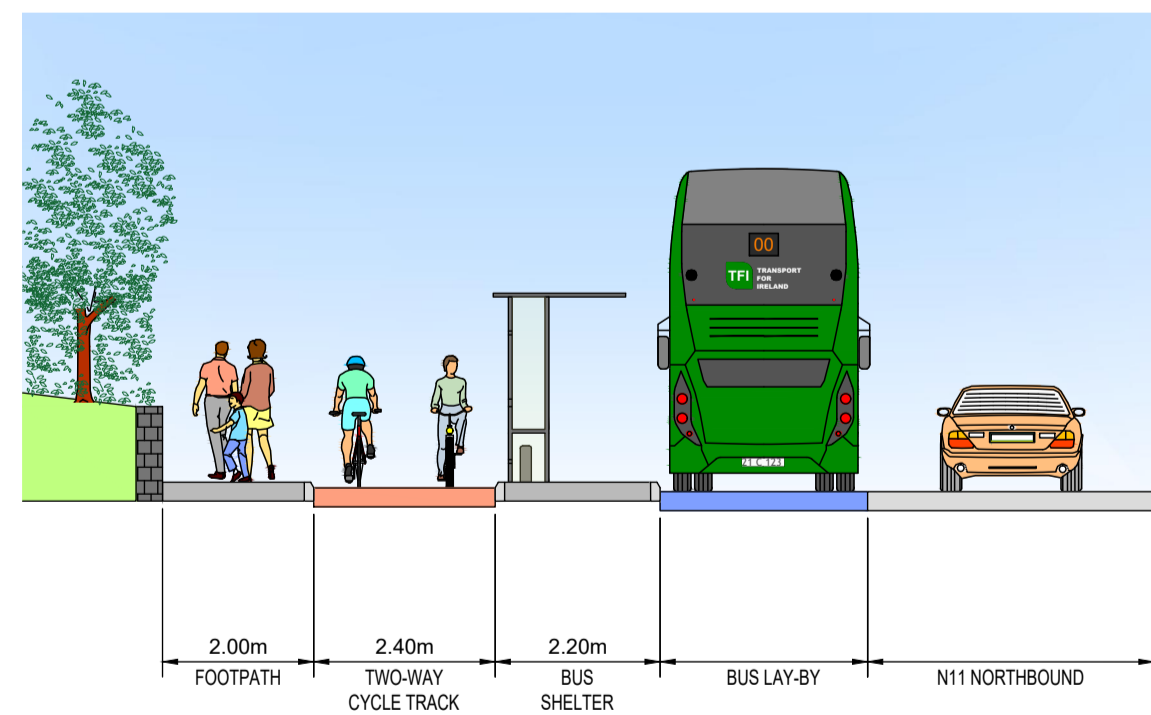 00
TFI
TRANSPORT
FOR
IRELAND
21 C 123
2.00m
2.40m
2.20m
FOOTPATH
TWO-WAY
CYCLE TRACK
BUS
SHELTER
BUS LAY-BY
N11 NORTHBOUND